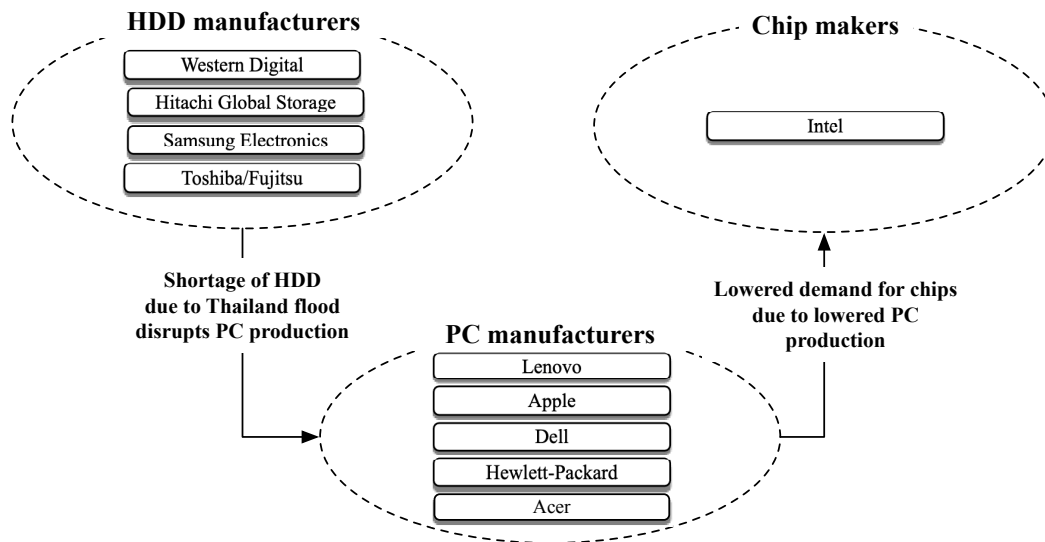 HDD manufacturers
Western Digital
Hitachi Global Storage
Samsung Electronics
Toshiba/Fujitsu
Chip makers
Intel
Shortage of HDD
due to Thailand flood
disrupts PC production
Lowered demand for chips
due to lowered PC
production
PC manufacturers
Lenovo
Apple
Dell
Hewlett-Packard
Acer